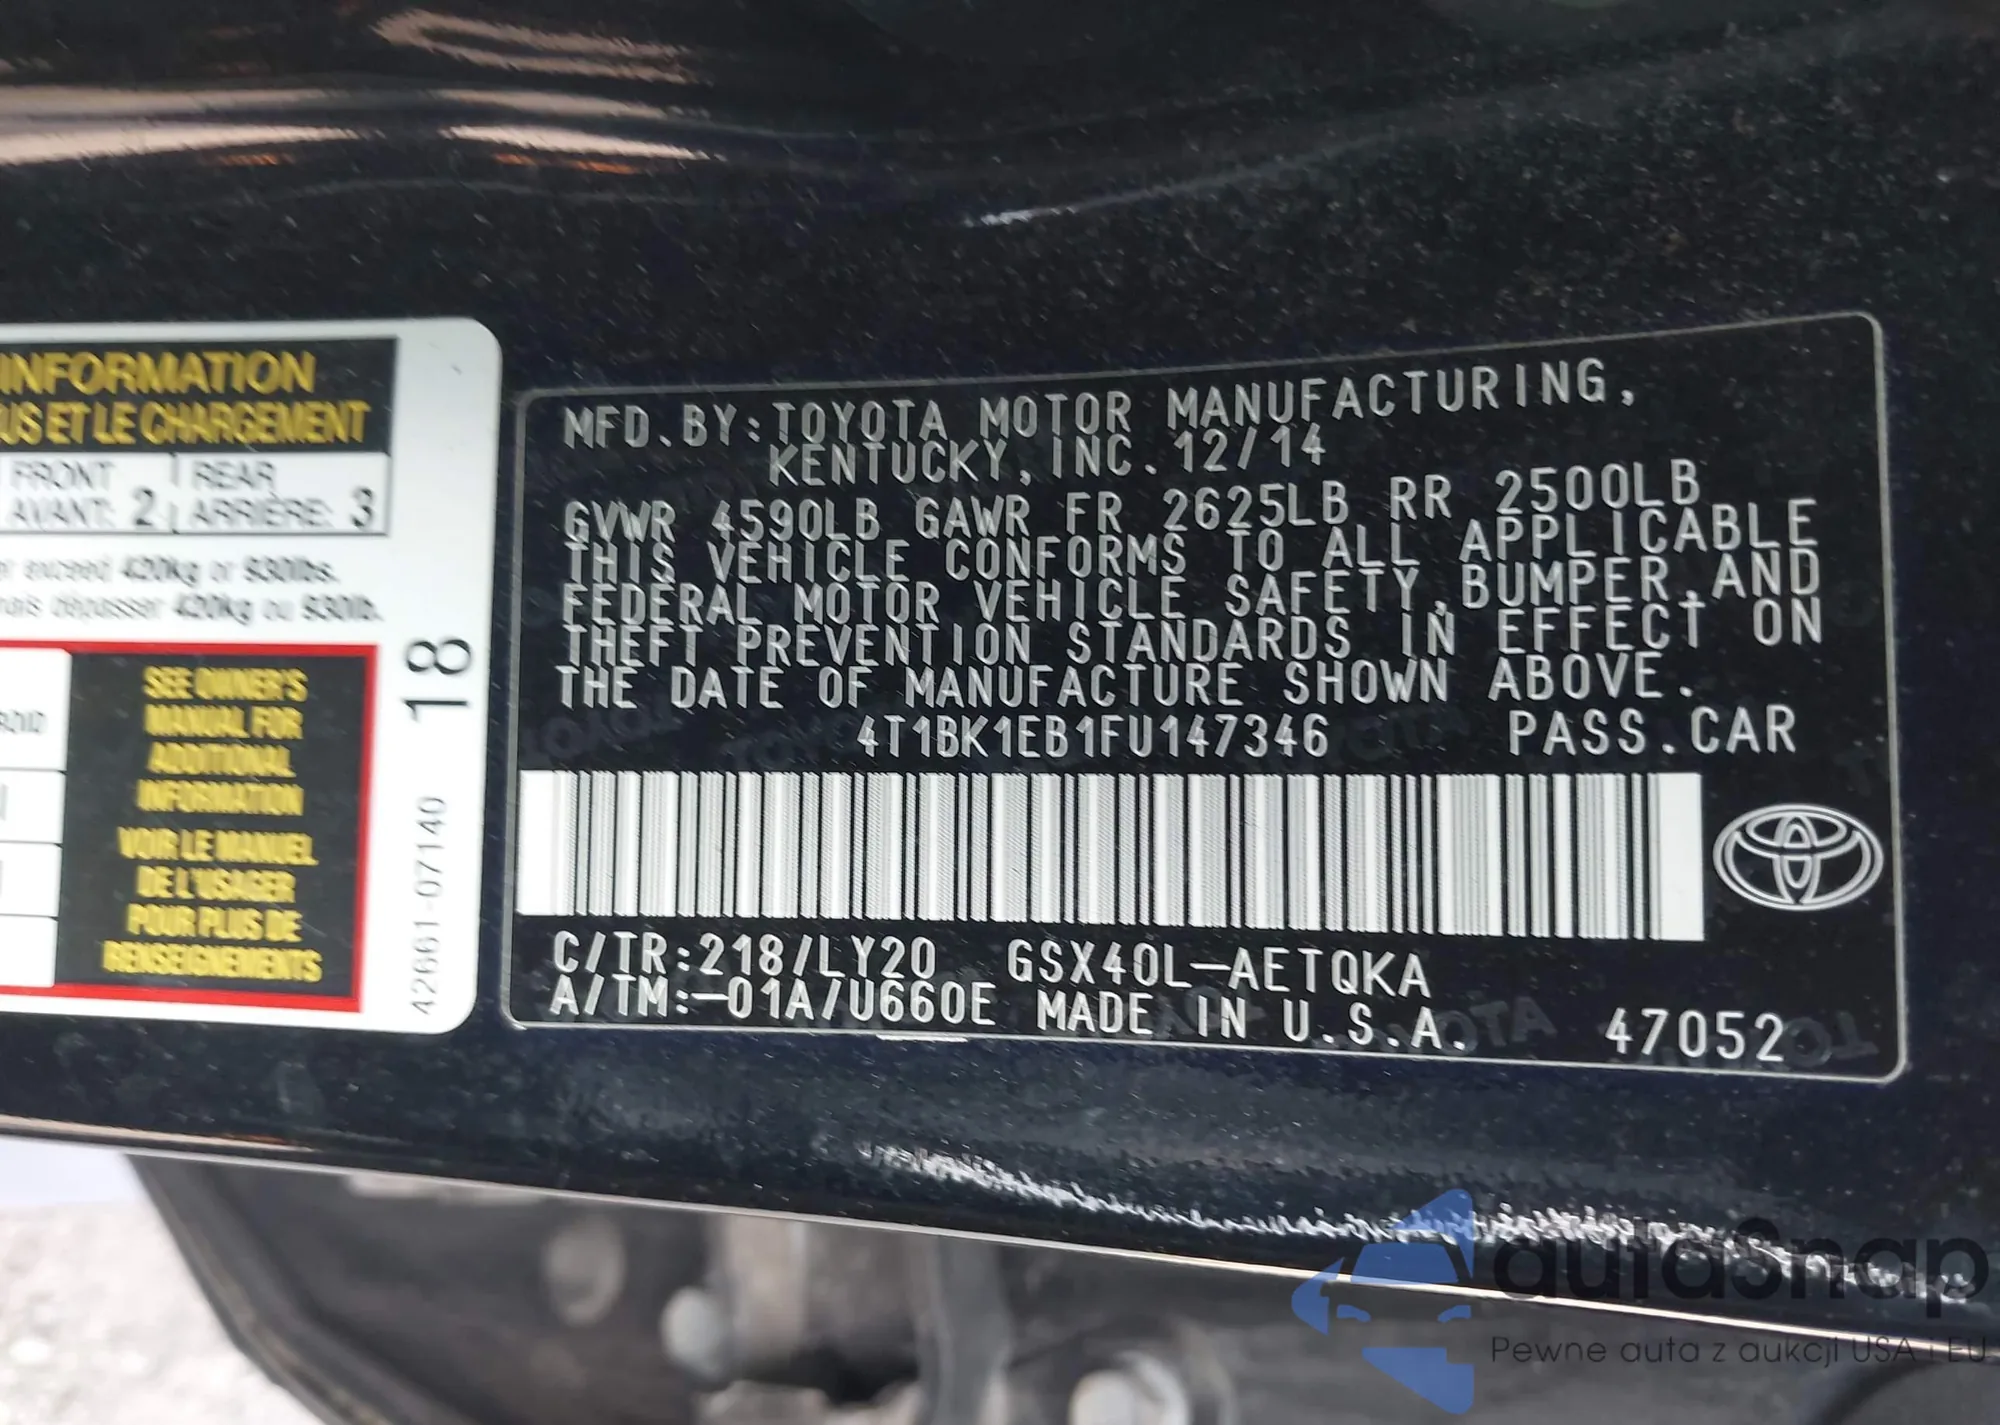 INFORMATION
US ET LE CHARGEMENT
FRONT
AVANT: 2
REAR
ARRIÈRE: 3
exceed 420kg or 930lbs.
dépasser 420kg ou 930lb.
SEE OWNER'S
MANUAL FOR
ADDITIONAL
INFORMATION
VOIR LE MANUEL
DE L'USAGER
POUR PLUS DE
RENSEIGNEMENTS
18
42661-07140
MFD.BY:TOYOTA MOTOR MANUFACTURING,
KENTUCKY,INC.12/14
GVWR 4590LB GAWR FR 2625LB RR 2500LB
THIS VEHICLE CONFORMS TO ALL APPLICABLE
FEDERAL MOTOR VEHICLE SAFETY,BUMPER,AND
THEFT PREVENTION STANDARDS IN EFFECT ON
THE DATE OF MANUFACTURE SHOWN ABOVE.
4T1BK1EB1FU147346 PASS.CAR
C/TR:218/LY20 GSX40L-AETQKA
A/TM:-01A/U660E MADE IN U.S.A. 47052
autasnap
Pewne auta z aukcji USA i EU